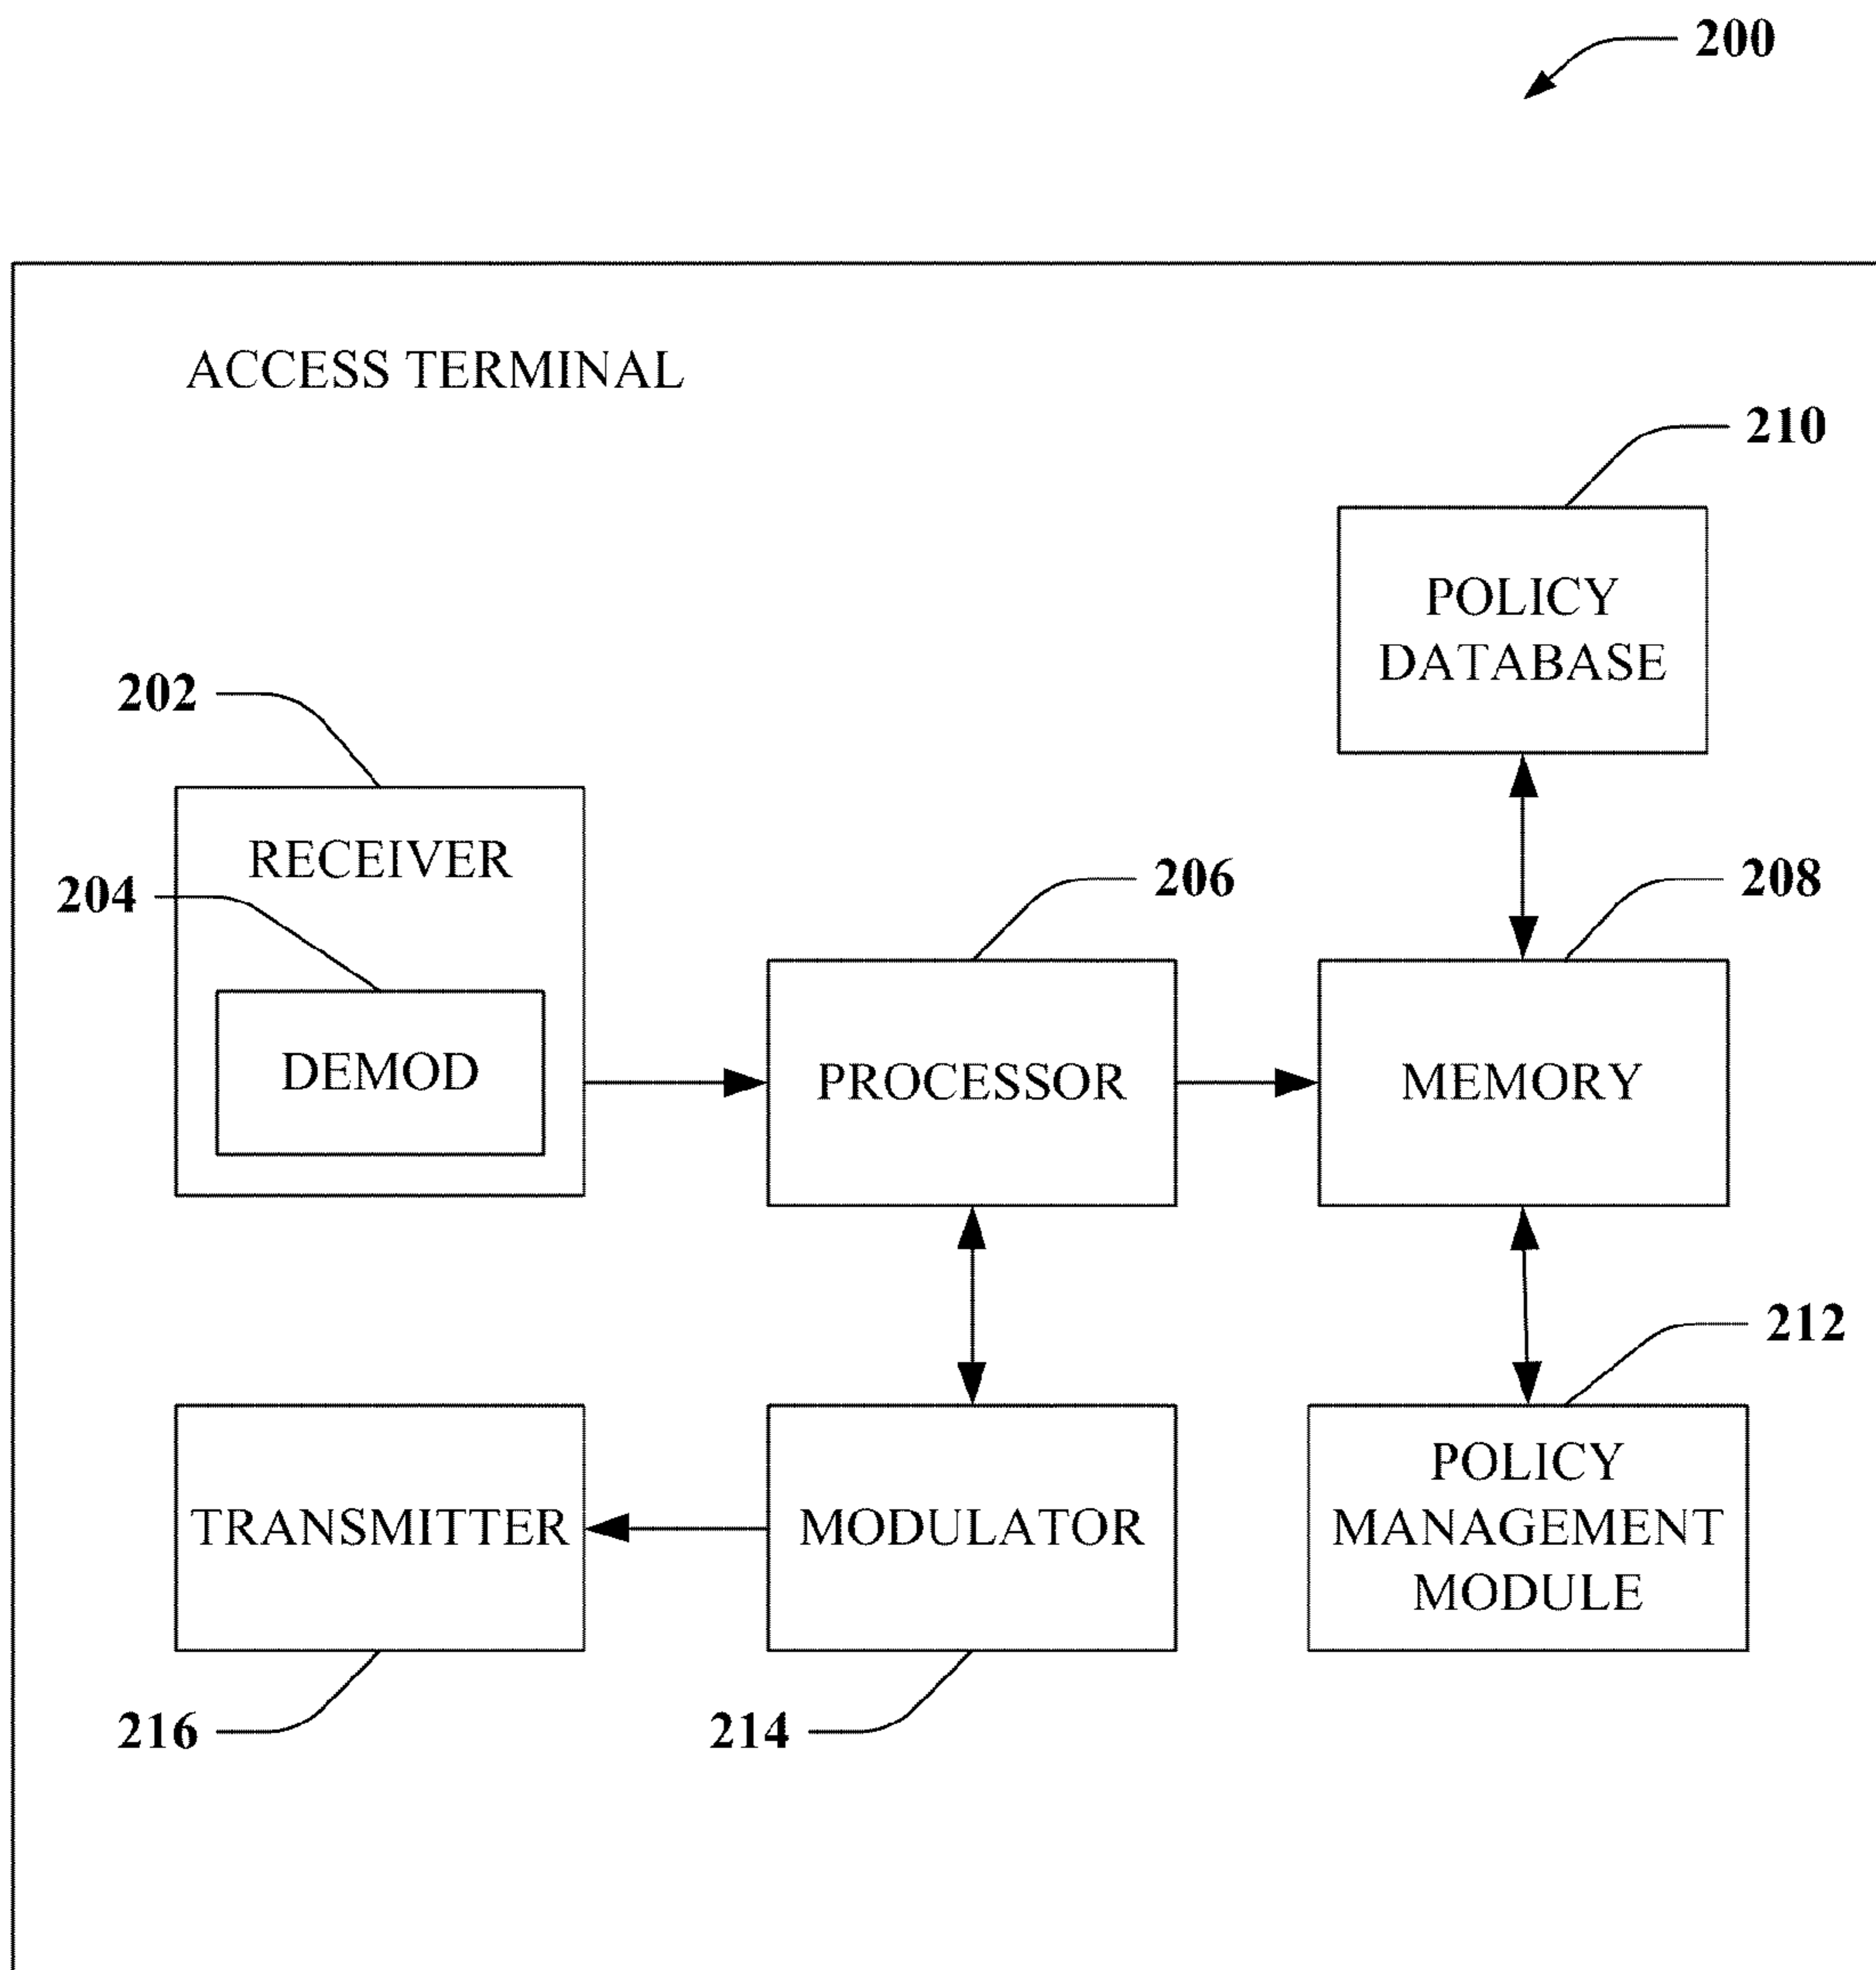 200
ACCESS TERMINAL
210
POLICY
DATABASE
202
RECEIVER
204
DEMOD
206
PROCESSOR
208
MEMORY
212
POLICY
MANAGEMENT
MODULE
TRANSMITTER
MODULATOR
216
214